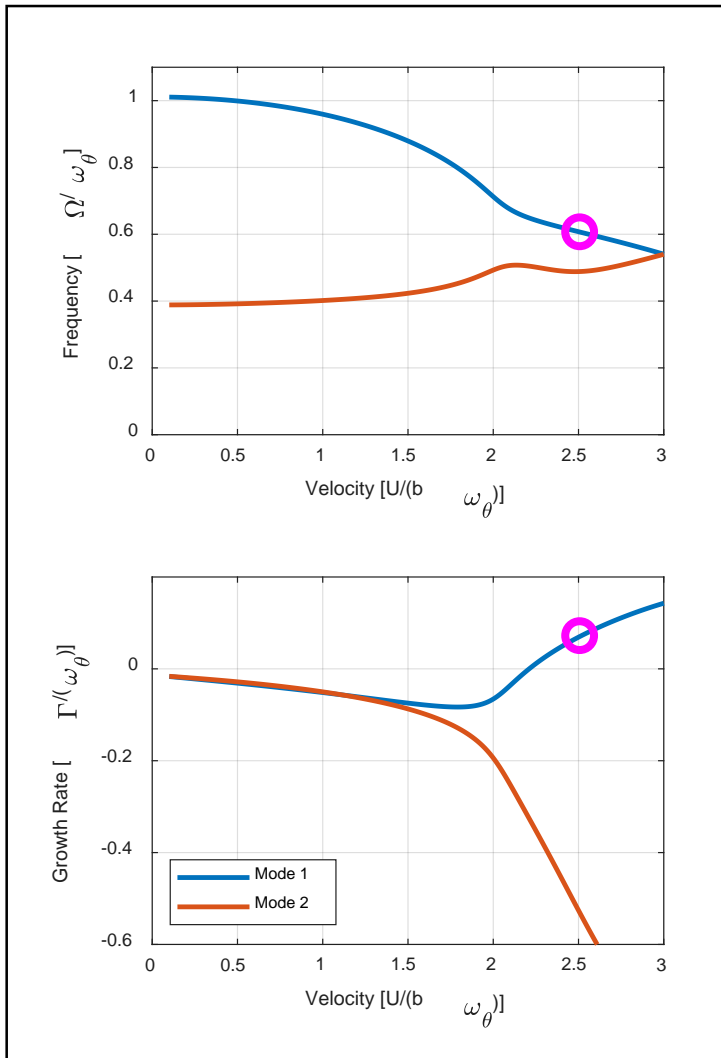 1
0.8
0.6
0.4
0.2
0
Frequency [ Ω/ ω_θ]
0 0.5 1 1.5 2 2.5 3
Velocity [U/(b ω_θ)]
0
-0.2
-0.4
-0.6
Growth Rate [ Γ/(ω_θ)]
Mode 1
Mode 2
0 0.5 1 1.5 2 2.5 3
Velocity [U/(b ω_θ)]